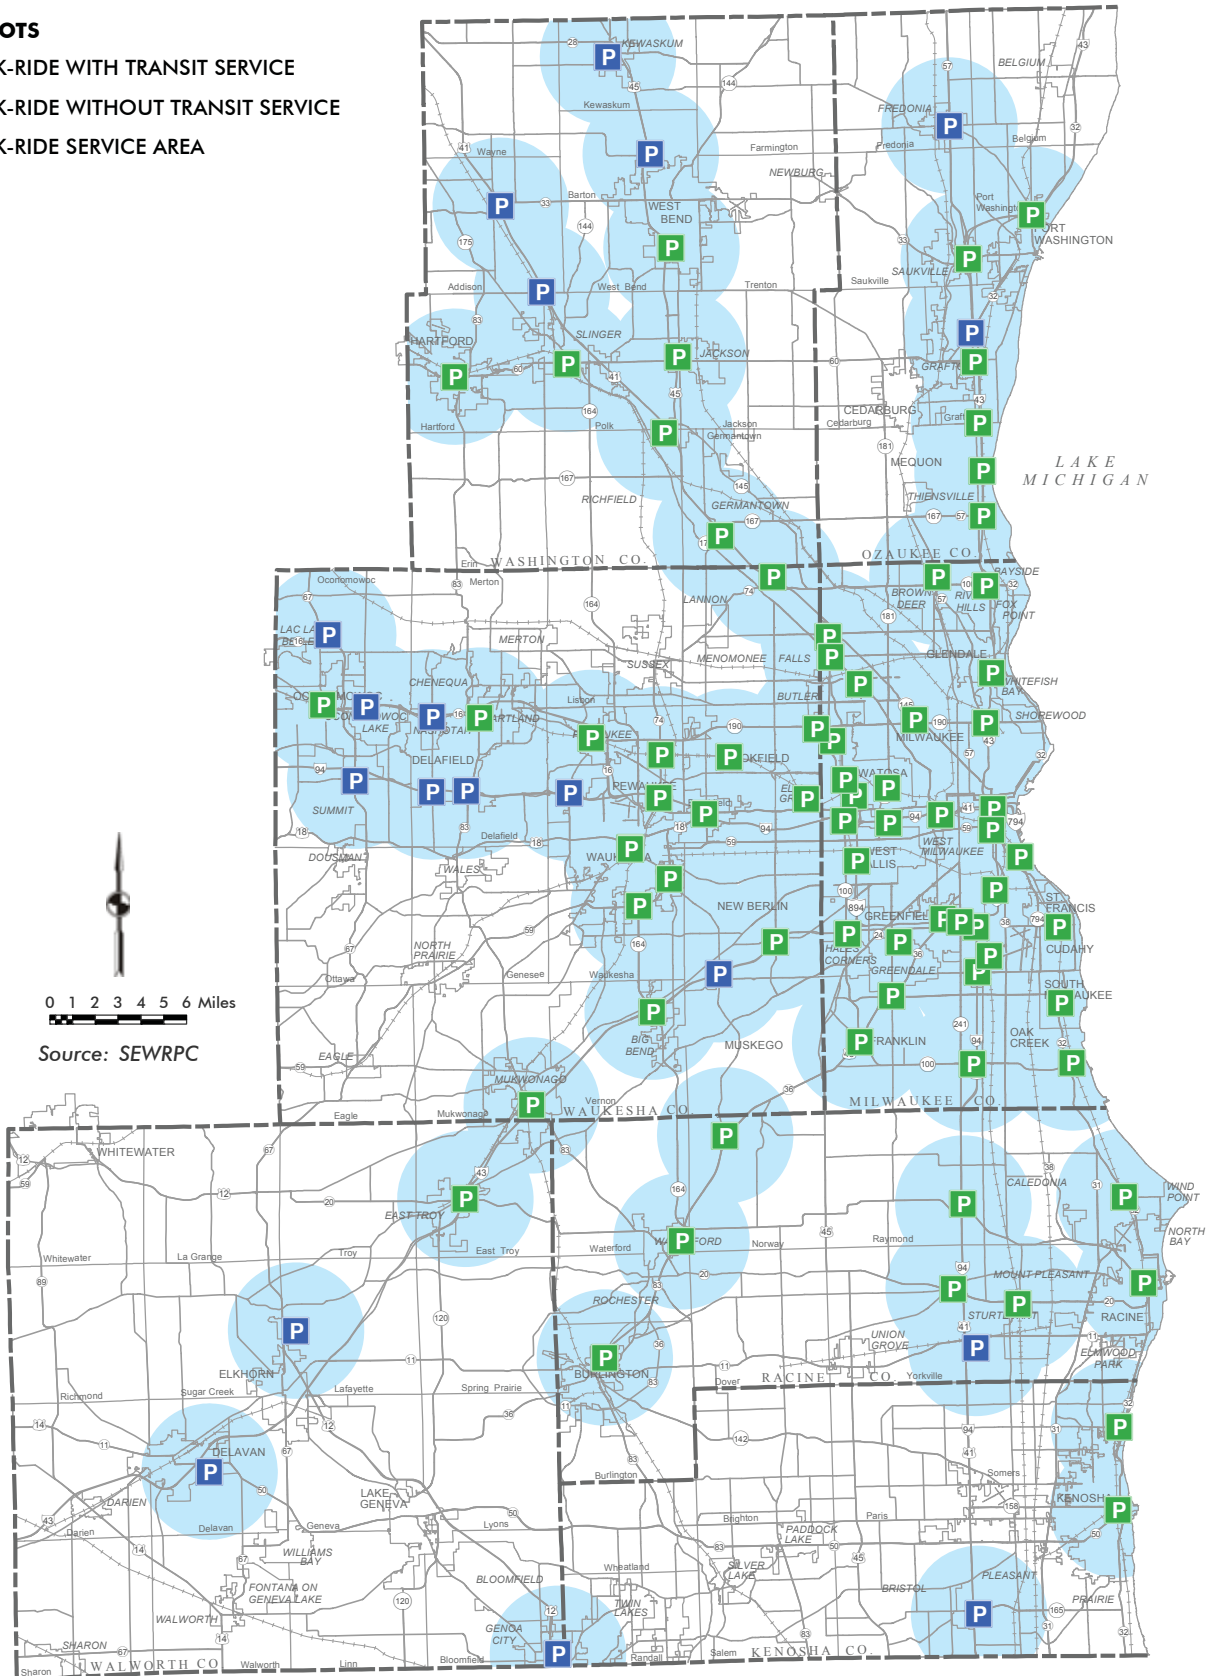 OTS
K-RIDE WITH TRANSIT SERVICE
K-RIDE WITHOUT TRANSIT SERVICE
K-RIDE SERVICE AREA
KEWASKUM
Kewaskum
BELGIUM
FREDONIA
Fredonia
Belgium
Wayne
Farmington
NEWBURG
Barton
WEST
BEND
Port
WASHINGTON
SAUKVILLE
Saukville
Addison
West Bend
Trenton
HARTFORD
SLINGER
JACKSON
Hartford
Polk
Jackson
Germantown
CEDARBURG
Cedarburg
MEQUON
THIENSVILLE
LAKE
MICHIGAN
RICHFIELD
GERMANTOWN
Erin
WASHINGTON CO.
OZAUKEE CO.
Oconomowoc
Merton
MERTON
LANNON
BROWN
DEER
BAYSIDE
HILLS
FOX
POINT
CHENEQUA
SUSSEX
MENOMONEE FALLS
GLENDALE
BAY
Lisbon
BUTLER
SHOREWOOD
LAKE
DELAFIELD
MILWAUKEE
SUMMIT
Delafield
DOUSMAN
WALES
WEST
MILWAUKEE
NEW BERLIN
ST.
FRANCIS
CUDAHY
NORTH
PRAIRIE
Ottawa
Genesee
Waukesha
HALES
CORNERS
GREENDALE
SOUTH
0 1 2 3 4 5 6 Miles
Source: SEWRPC
BIG
BEND
MUSKEGO
FRANKLIN
OAK
CREEK
EAGLE
MUKWONAGO
Eagle
Mukwonago
Vernon
WAUKESHA CO.
MILWAUKEE CO.
WHITEWATER
CALEDONIA
WIND
POINT
NORTH
BAY
EAST TROY
Whitewater
La Grange
Troy
East Troy
Waterford
Norway
Raymond
MOUNT PLEASANT
ROCHESTER
RACINE
UNION
GROVE
ELMWOOD
PARK
ELKHORN
BURLINGTON
Dover
RACINE CO.
Yorkville
Richmond
Sugar Creek
Lafayette
Spring Prairie
DELAVAN
DARIEN
Darien
Delavan
LAKE
GENEVA
Geneva
Lyons
Burlington
Somers
KENOSHA
Brighton
Paris
PADDOCK
LAKE
WILLIAMS
BAY
FONTANA ON
GENEVA LAKE
BLOOMFIELD
Wheatland
SILVER
LAKE
BRISTOL
PLEASANT
PRAIRIE
WALWORTH
GENOA
CITY
TWIN
LAKES
SHARON
Sharon
WALWORTH CO
Walworth
Linn
Bloomfield
Randall
Salem
KENOSHA CO.